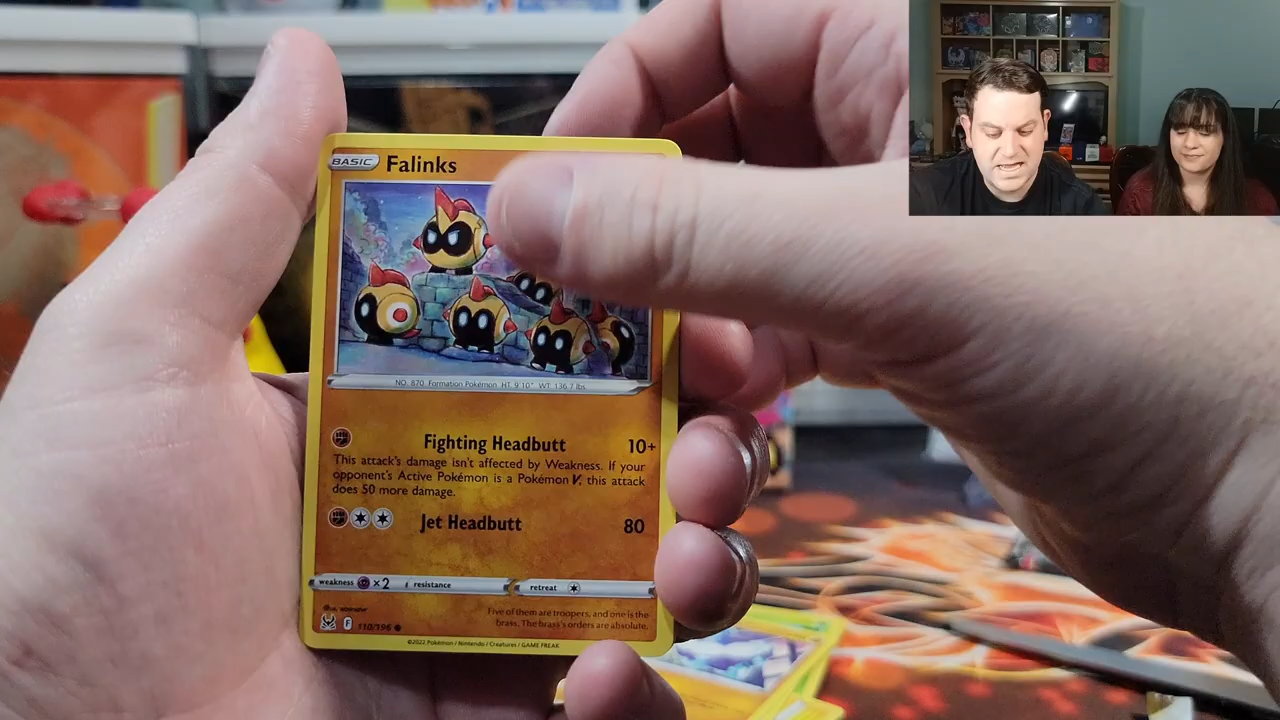 BASIC Falinks
NO. 870 Formation Pokémon HT: 9'10" WT: 136.7 lbs.
Fighting Headbutt 10+
This attack's damage isn't affected by Weakness. If your
opponent's Active Pokémon is a Pokémon V, this attack
does 50 more damage.
Jet Headbutt 80
weakness ×2 resistance retreat
F 110/196
Five of them are troopers, and one is the
brass. The brass's orders are absolute.
©2022 Pokémon / Nintendo / Creatures / GAME FREAK